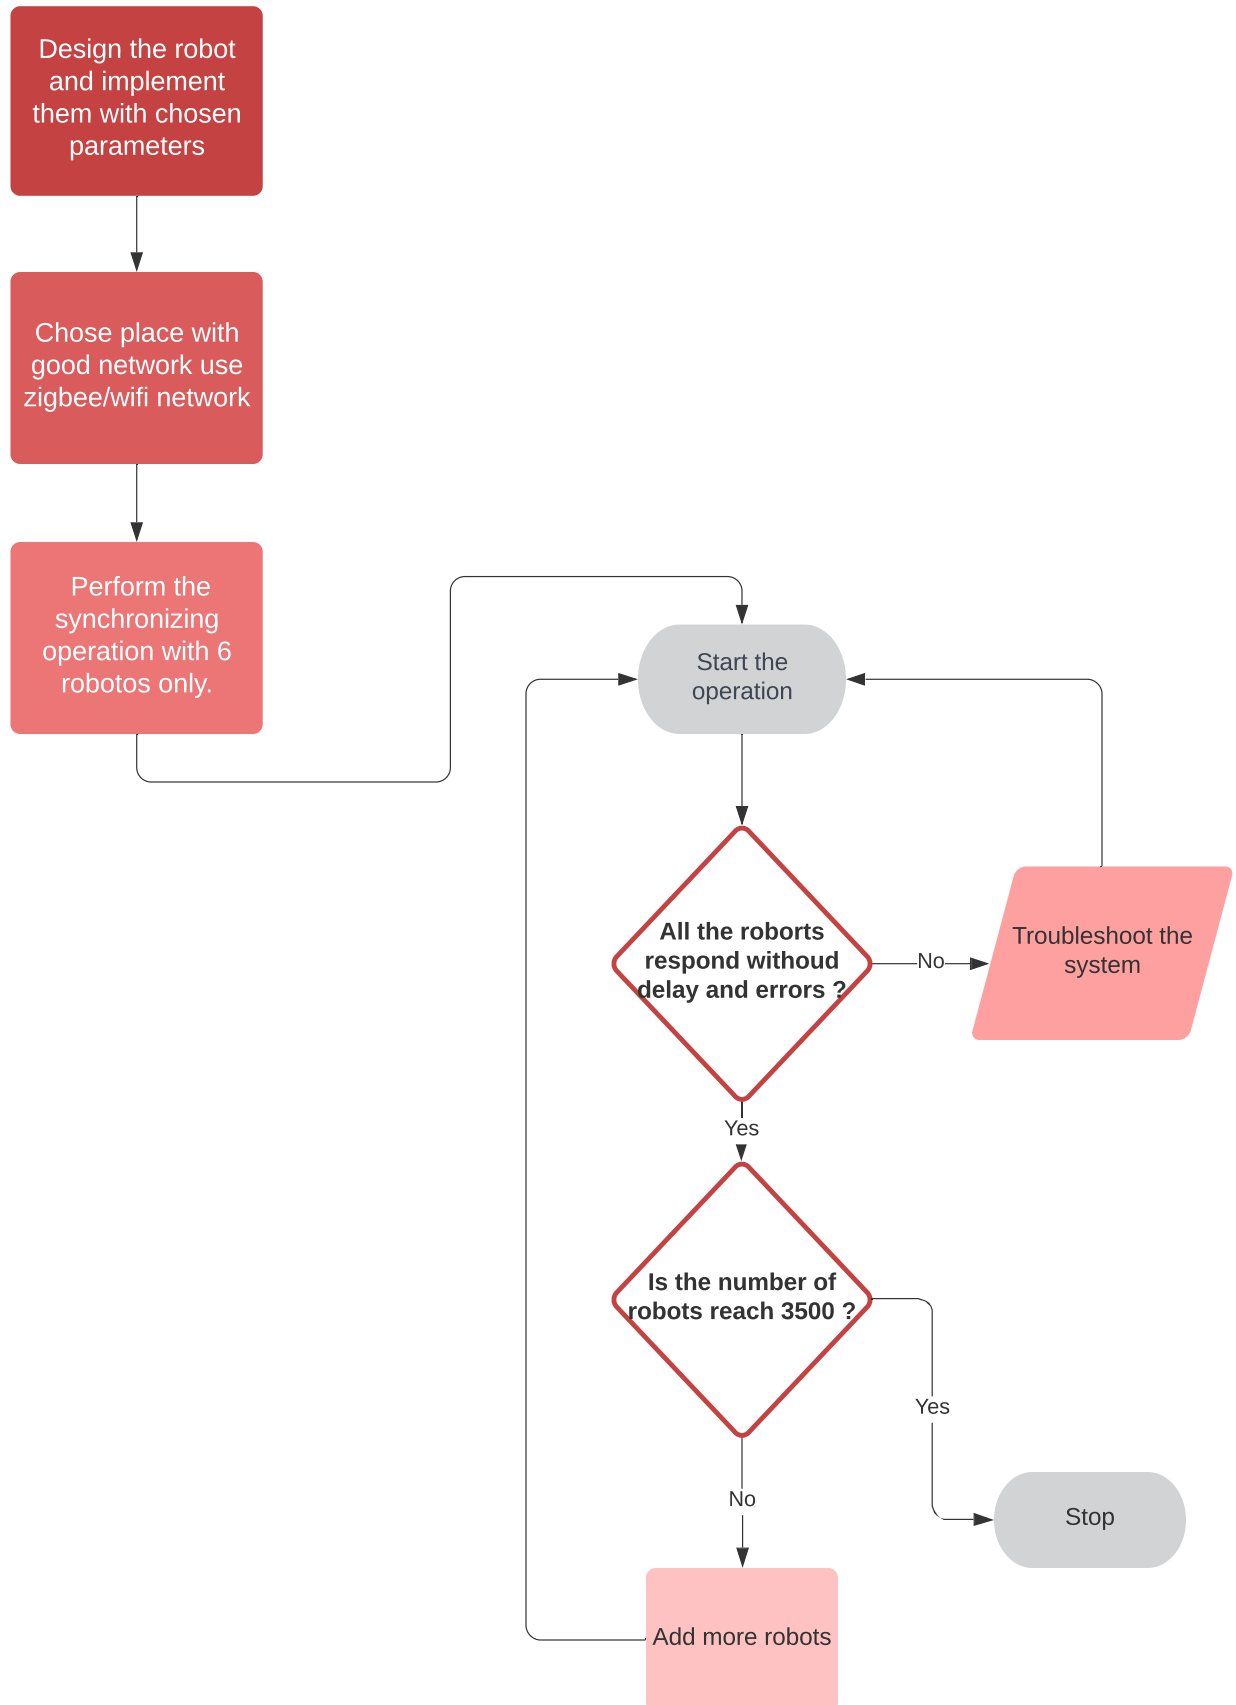 Design the robot
and implement
them with chosen
parameters
Chose place with
good network use
zigbee/wifi network
Perform the
synchronizing
operation with 6
robotos only.
Start the
operation
All the roborts
respond withoud
delay and errors ?
No
Troubleshoot the
system
Yes
Is the number of
robots reach 3500 ?
Yes
No
Stop
Add more robots